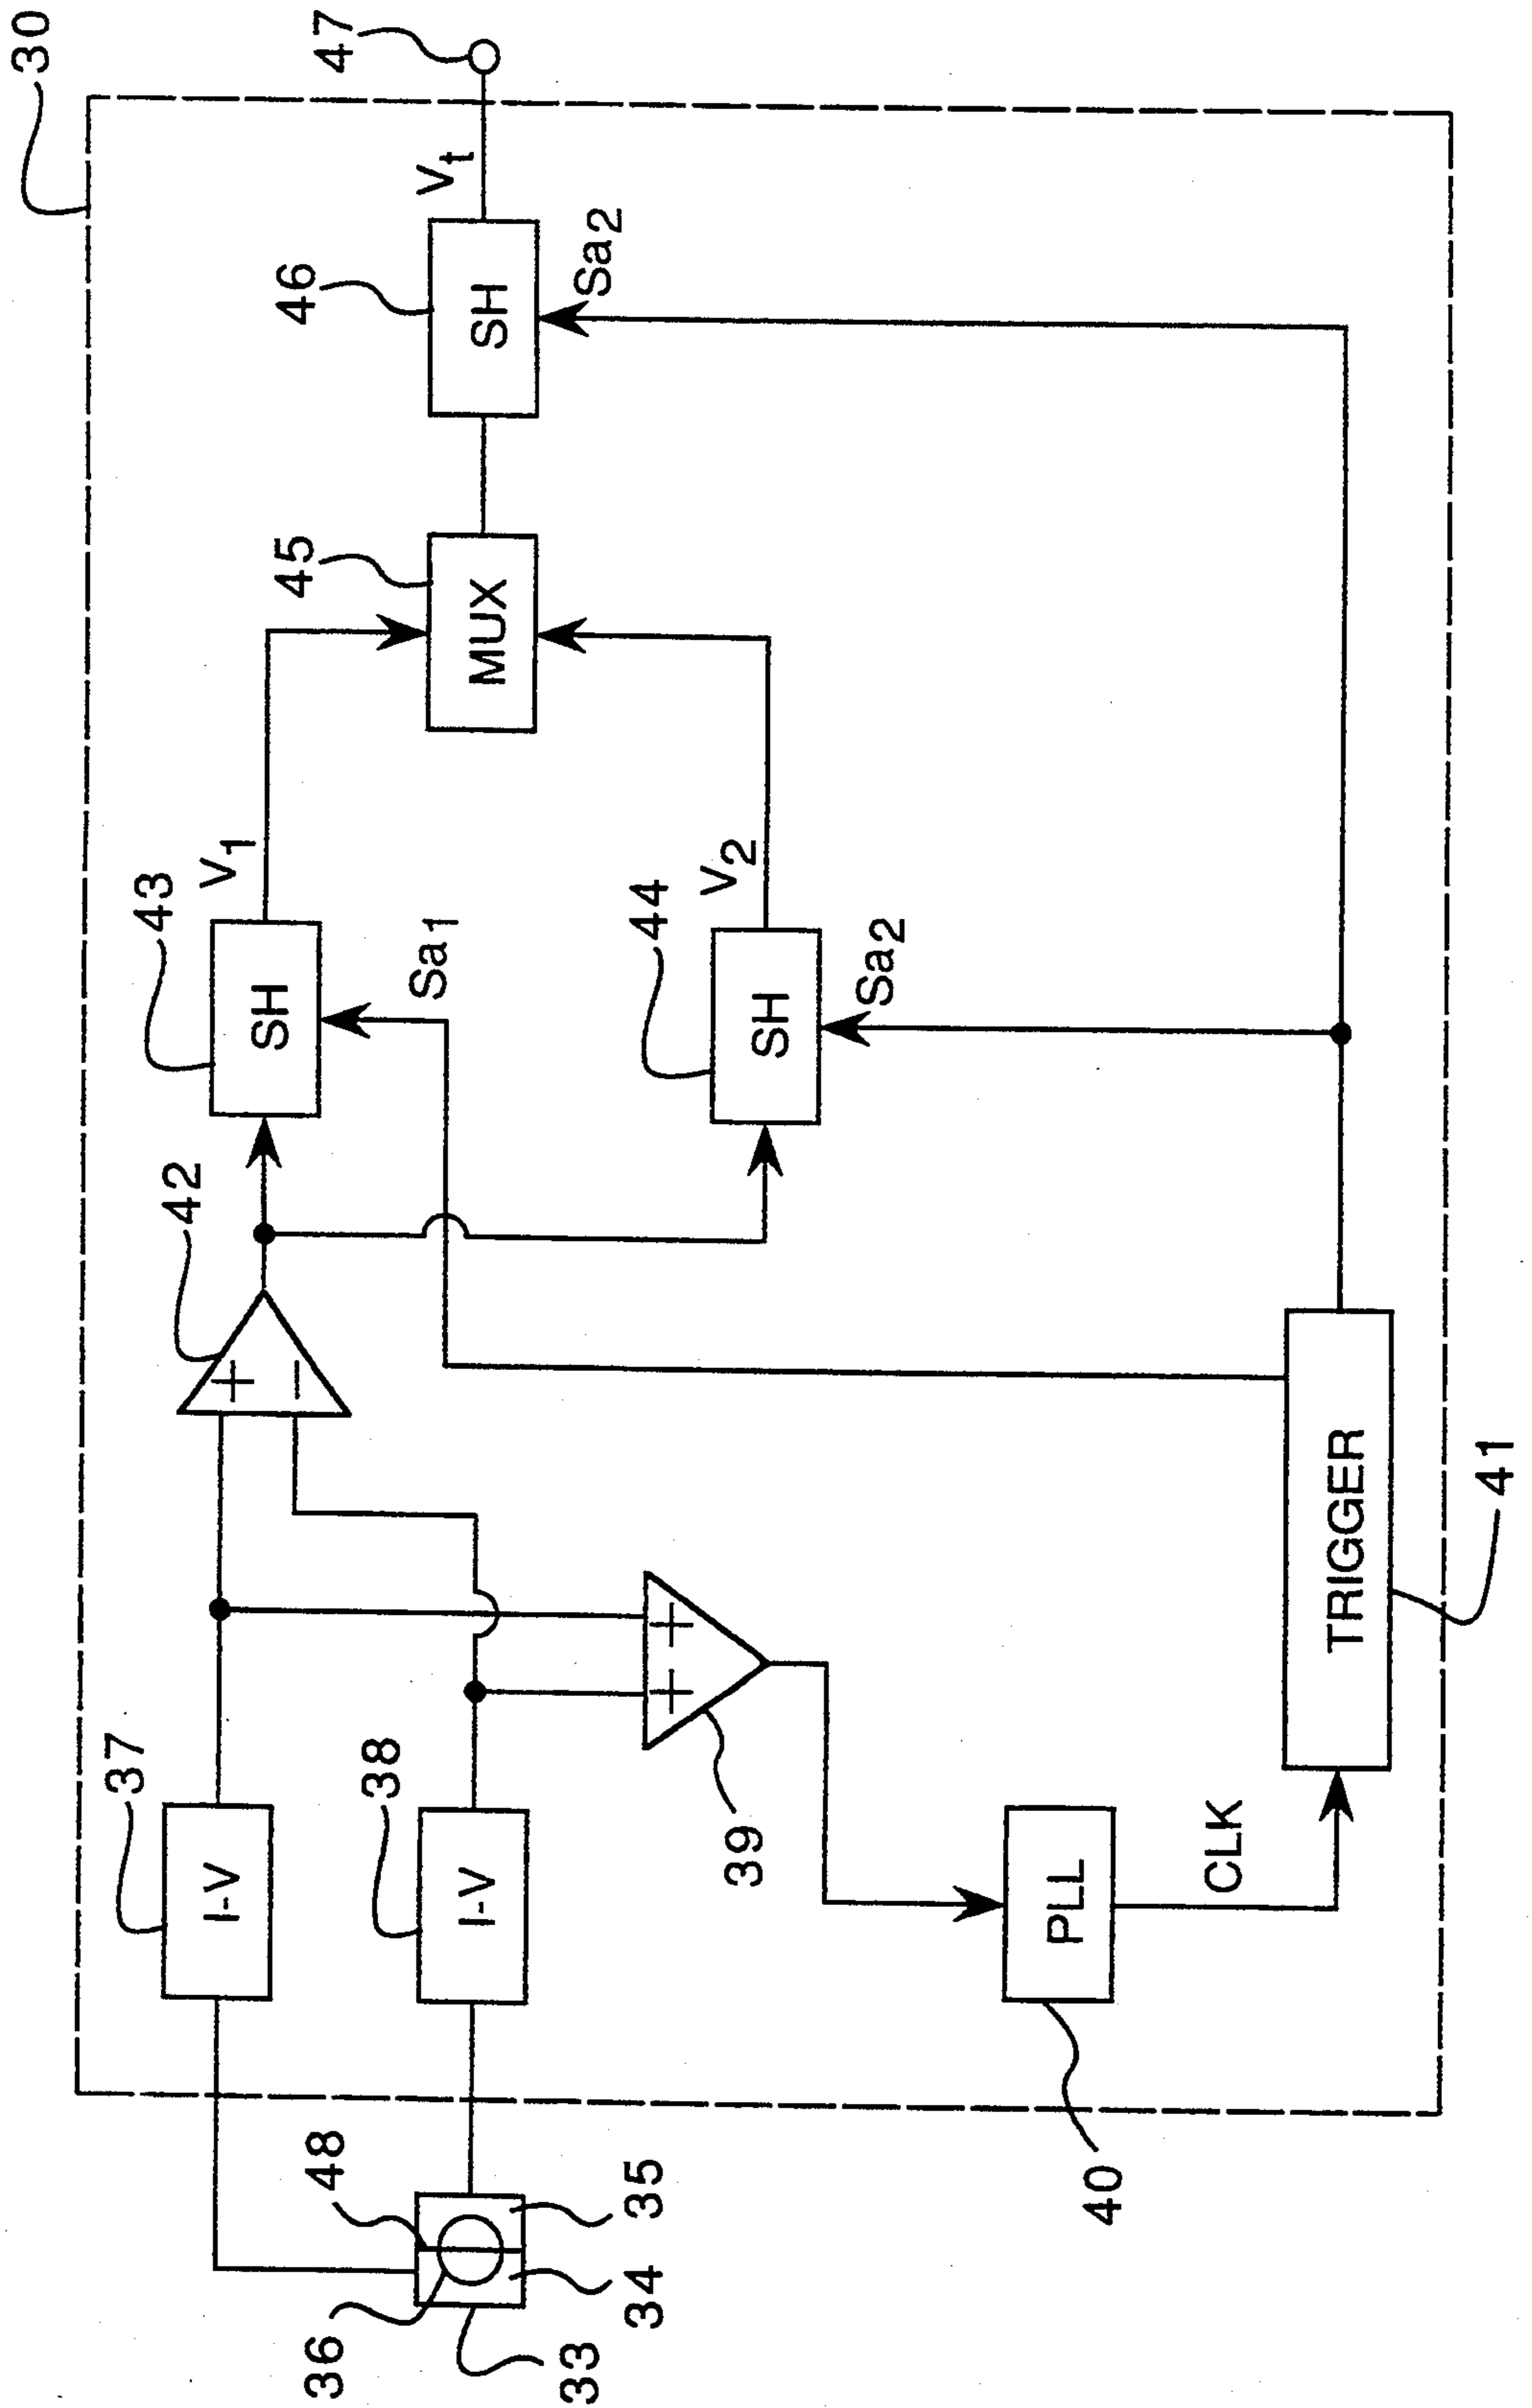 30
47
Vt
46
SH
Sa2
45
MUX
V1
43
SH
Sa1
V2
44
SH
Sa2
42
+
−
37
I-V
38
I-V
+
+
39
PLL
CLK
40
TRIGGER
41
48
35
36
34
33